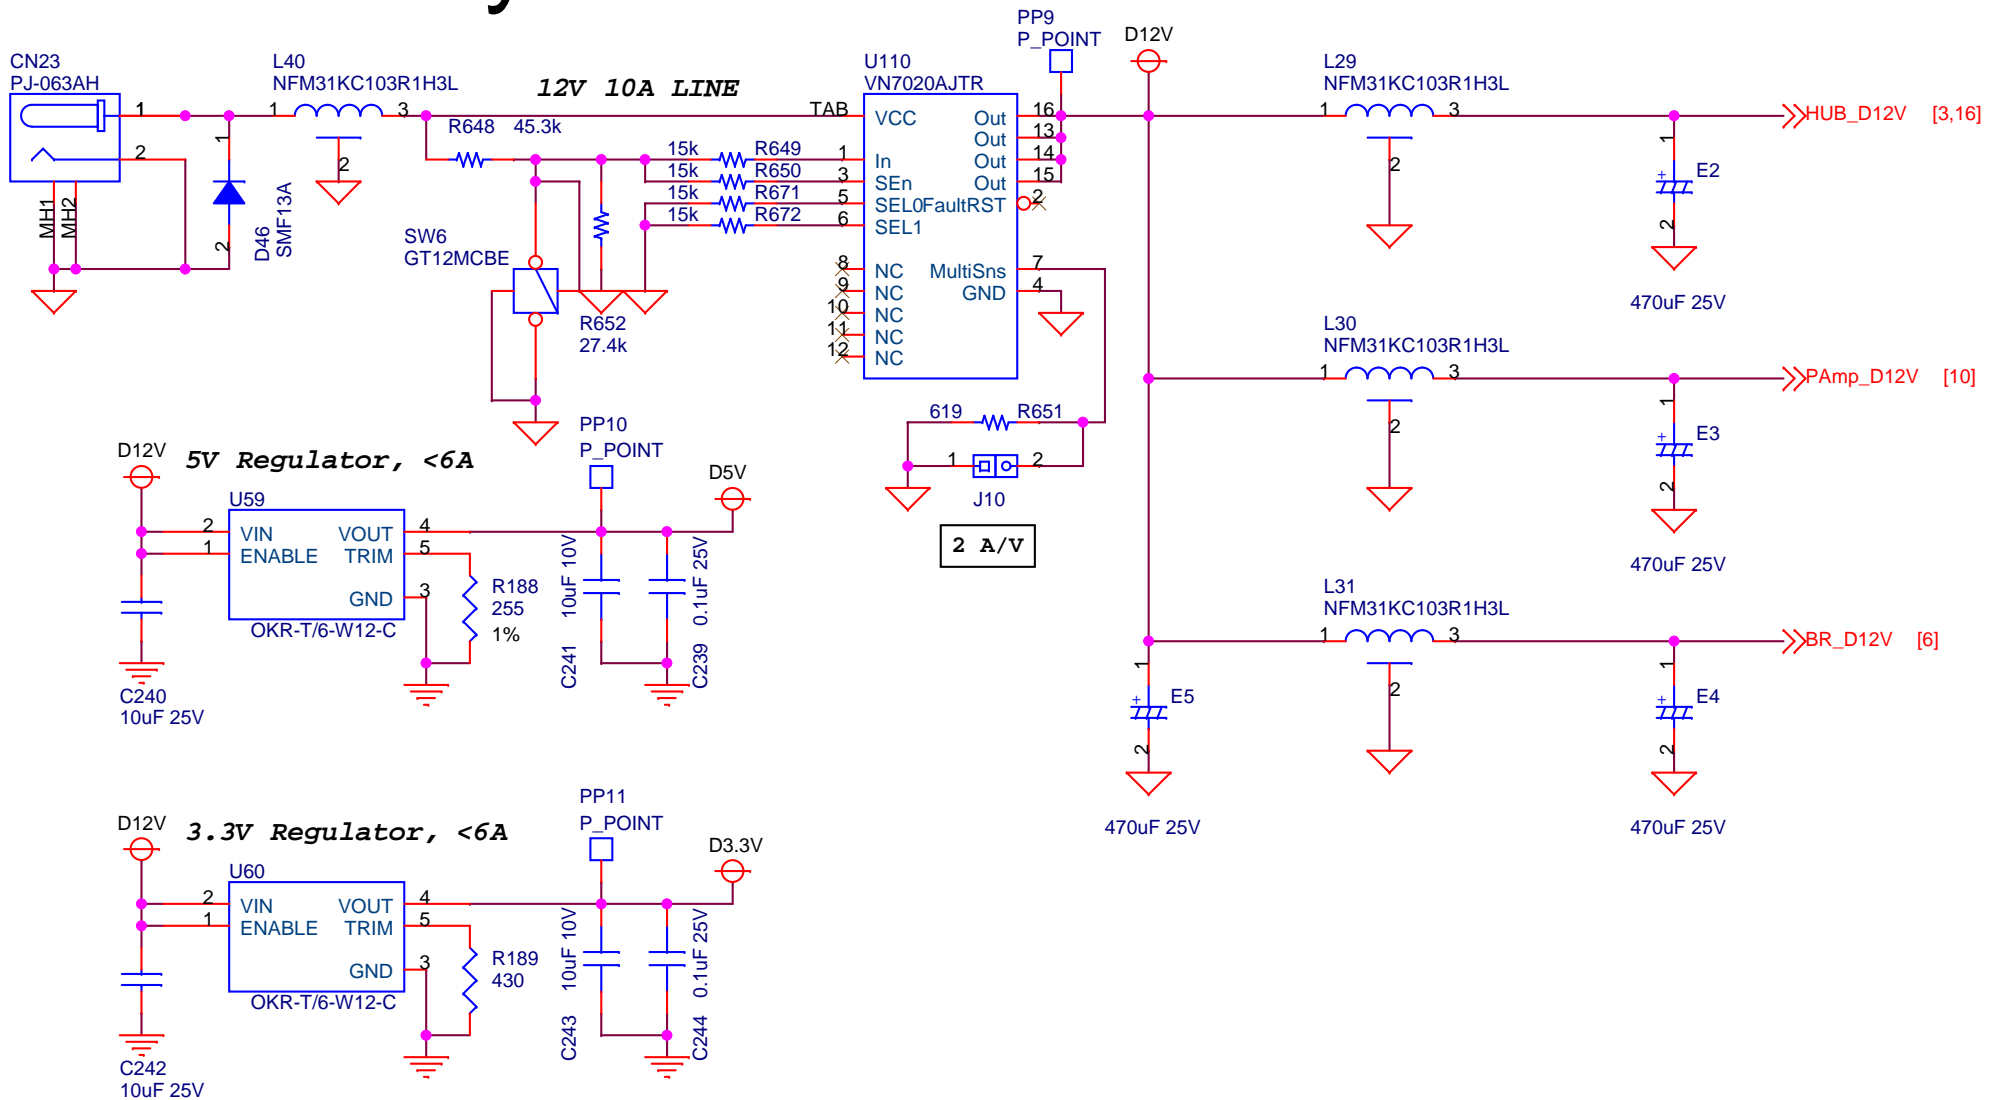 CN23
PJ-063AH
1
2
MH1
MH2
1
2
D46
SMF13A
L40
NFM31KC103R1H3L
1
3
2
12V 10A LINE
R648 45.3k
SW6
GT12MCBE
R652
27.4k
15k R649
15k R650
15k R671
15k R672
U110
VN7020AJTR
TAB VCC
1 In
3 SEn
5 SEL0
6 SEL1
8 NC
9 NC
10 NC
11 NC
12 NC
Out 16
Out 13
Out 14
Out 15
FaultRST 2
MultiSns 7
GND 4
PP9
P_POINT
D12V
619 R651
1 2
J10
2 A/V
L29
NFM31KC103R1H3L
1 3
2
HUB_D12V [3,16]
1
+
E2
2
470uF 25V
L30
NFM31KC103R1H3L
1 3
2
PAmp_D12V [10]
1
+
E3
2
470uF 25V
L31
NFM31KC103R1H3L
1 3
2
BR_D12V [6]
1
+
E5
2
470uF 25V
1
+
E4
2
470uF 25V
D12V
5V Regulator, <6A
U59
2 VIN
1 ENABLE
VOUT 4
TRIM 5
GND 3
OKR-T/6-W12-C
C240
10uF 25V
R188
255
1%
PP10
P_POINT
D5V
C241 10uF 10V
C239 0.1uF 25V
D12V
3.3V Regulator, <6A
U60
2 VIN
1 ENABLE
VOUT 4
TRIM 5
GND 3
OKR-T/6-W12-C
C242
10uF 25V
R189
430
PP11
P_POINT
D3.3V
C243 10uF 10V
C244 0.1uF 25V